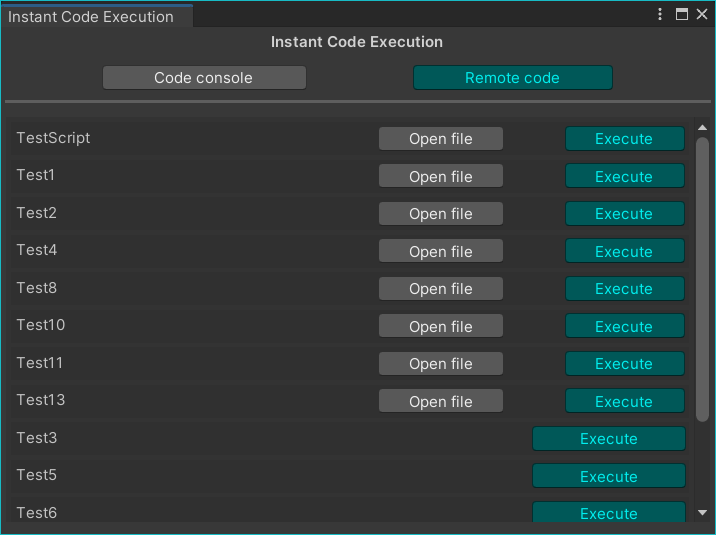 Instant Code Execution
Instant Code Execution
Code console Remote code
TestScript Open file Execute
Test1 Open file Execute
Test2 Open file Execute
Test4 Open file Execute
Test8 Open file Execute
Test10 Open file Execute
Test11 Open file Execute
Test13 Open file Execute
Test3 Execute
Test5 Execute
Test6 Execute